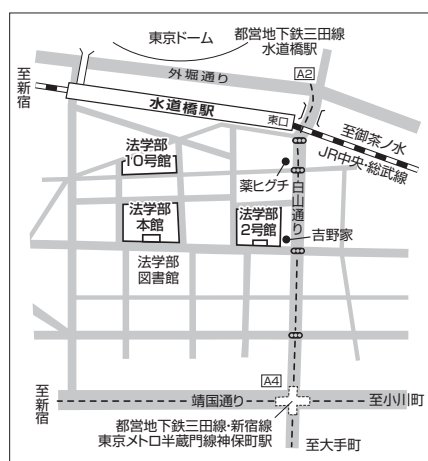 東京ドーム
都営地下鉄三田線
水道橋駅
至新宿
外堀通り
A2
水道橋駅
東口
至御茶ノ水
JR中央・総武線
法学部
10号館
薬ヒグチ
白山通り
法学部
本館
法学部
2号館
吉野家
法学部
図書館
A4
至新宿
靖国通り
至小川町
都営地下鉄三田線・新宿線
東京メトロ半蔵門線神保町駅
至大手町